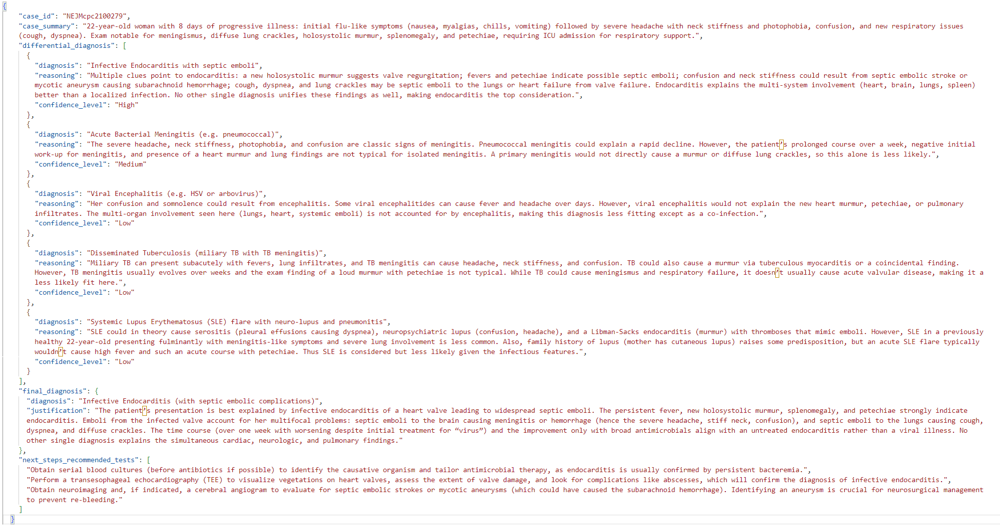 {
"case_id": "NEJMcpc2100279",
"case_summary": "22-year-old woman with 8 days of progressive illness: initial flu-like symptoms (nausea, myalgias, chills, vomiting) followed by severe headache with neck stiffness and photophobia, confusion, and new respiratory issues
(cough, dyspnea). Exam notable for meningismus, diffuse lung crackles, holosystolic murmur, splenomegaly, and petechiae, requiring ICU admission for respiratory support.",
"differential_diagnosis": [
{
"diagnosis": "Infective Endocarditis with septic emboli",
"reasoning": "Multiple clues point to endocarditis: a new holosystolic murmur suggests valve regurgitation; fevers and petechiae indicate possible septic emboli; confusion and neck stiffness could result from septic embolic stroke or
mycotic aneurysm causing subarachnoid hemorrhage; cough, dyspnea, and lung crackles may be septic emboli to the lungs or heart failure from valve failure. Endocarditis explains the multi-system involvement (heart, brain, lungs, spleen)
better than a localized infection. No other single diagnosis unifies these findings as well, making endocarditis the top consideration.",
"confidence_level": "High"
},
{
"diagnosis": "Acute Bacterial Meningitis (e.g. pneumococcal)",
"reasoning": "The severe headache, neck stiffness, photophobia, and confusion are classic signs of meningitis. Pneumococcal meningitis could explain a rapid decline. However, the patient’s prolonged course over a week, negative initial
work-up for meningitis, and presence of a heart murmur and lung findings are not typical for isolated meningitis. A primary meningitis would not directly cause a murmur or diffuse lung crackles, so this alone is less likely.",
"confidence_level": "Medium"
},
{
"diagnosis": "Viral Encephalitis (e.g. HSV or arbovirus)",
"reasoning": "Her confusion and somnolence could result from encephalitis. Some viral encephalitides can cause fever and headache over days. However, viral encephalitis would not explain the new heart murmur, petechiae, or pulmonary
infiltrates. The multi-organ involvement seen here (lungs, heart, systemic emboli) is not accounted for by encephalitis, making this diagnosis less fitting except as a co-infection.",
"confidence_level": "Low"
},
{
"diagnosis": "Disseminated Tuberculosis (miliary TB with TB meningitis)",
"reasoning": "Miliary TB can present subacutely with fevers, lung infiltrates, and TB meningitis can cause headache, neck stiffness, and confusion. TB could also cause a murmur via tuberculous myocarditis or a coincidental finding.
However, TB meningitis usually evolves over weeks and the exam finding of a loud murmur with petechiae is not typical. While TB could cause meningismus and respiratory failure, it doesn’t usually cause acute valvular disease, making it a
less likely fit here.",
"confidence_level": "Low"
},
{
"diagnosis": "Systemic Lupus Erythematosus (SLE) flare with neuro-lupus and pneumonitis",
"reasoning": "SLE could in theory cause serositis (pleural effusions causing dyspnea), neuropsychiatric lupus (confusion, headache), and a Libman-Sacks endocarditis (murmur) with thromboses that mimic emboli. However, SLE in a previously
healthy 22-year-old presenting fulminantly with meningitis-like symptoms and severe lung involvement is less common. Also, family history of lupus (mother has cutaneous lupus) raises some predisposition, but an acute SLE flare typically
wouldn’t cause high fever and such an acute course with petechiae. Thus SLE is considered but less likely given the infectious features.",
"confidence_level": "Low"
}
],
"final_diagnosis": {
"diagnosis": "Infective Endocarditis (with septic embolic complications)",
"justification": "The patient’s presentation is best explained by infective endocarditis of a heart valve leading to widespread septic emboli. The persistent fever, new holosystolic murmur, splenomegaly, and petechiae strongly indicate
endocarditis. Emboli from the infected valve account for her multifocal problems: septic emboli to the brain causing meningitis or hemorrhage (hence the severe headache, stiff neck, confusion), and septic emboli to the lungs causing cough,
dyspnea, and diffuse crackles. The time course (over one week with worsening despite initial treatment for “virus”) and the improvement only with broad antimicrobials align with an untreated endocarditis rather than a viral illness. No
other single diagnosis explains the simultaneous cardiac, neurologic, and pulmonary findings."
},
"next_steps_recommended_tests": [
"Obtain serial blood cultures (before antibiotics if possible) to identify the causative organism and tailor antimicrobial therapy, as endocarditis is usually confirmed by persistent bacteremia.",
"Perform a transesophageal echocardiography (TEE) to visualize vegetations on heart valves, assess the extent of valve damage, and look for complications like abscesses, which will confirm the diagnosis of infective endocarditis.",
"Obtain neuroimaging and, if indicated, a cerebral angiogram to evaluate for septic embolic strokes or mycotic aneurysms (which could have caused the subarachnoid hemorrhage). Identifying an aneurysm is crucial for neurosurgical management
to prevent re-bleeding."
]
}